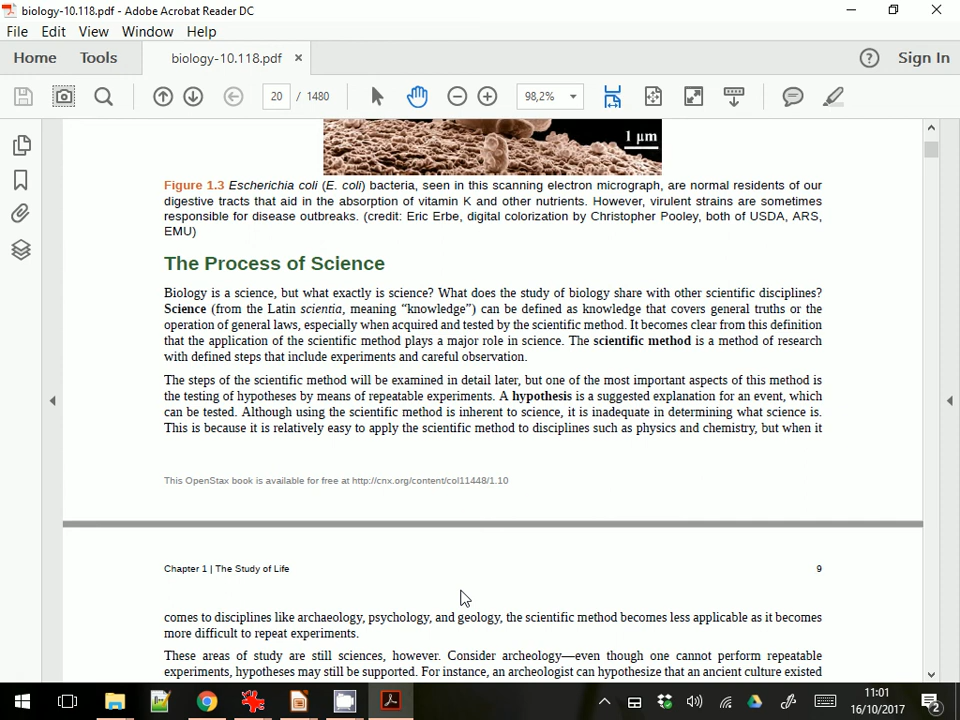 biology-10.118.pdf - Adobe Acrobat Reader DC
File Edit View Window Help
Home Tools biology-10.118.pdf × ? Sign In
20 / 1480 98,2%
1 µm
Figure 1.3 Escherichia coli (E. coli) bacteria, seen in this scanning electron micrograph, are normal residents of our
digestive tracts that aid in the absorption of vitamin K and other nutrients. However, virulent strains are sometimes
responsible for disease outbreaks. (credit: Eric Erbe, digital colorization by Christopher Pooley, both of USDA, ARS,
EMU)
The Process of Science
Biology is a science, but what exactly is science? What does the study of biology share with other scientific disciplines?
Science (from the Latin scientia, meaning “knowledge”) can be defined as knowledge that covers general truths or the
operation of general laws, especially when acquired and tested by the scientific method. It becomes clear from this definition
that the application of the scientific method plays a major role in science. The scientific method is a method of research
with defined steps that include experiments and careful observation.
The steps of the scientific method will be examined in detail later, but one of the most important aspects of this method is
the testing of hypotheses by means of repeatable experiments. A hypothesis is a suggested explanation for an event, which
can be tested. Although using the scientific method is inherent to science, it is inadequate in determining what science is.
This is because it is relatively easy to apply the scientific method to disciplines such as physics and chemistry, but when it
This OpenStax book is available for free at http://cnx.org/content/col11448/1.10
Chapter 1 | The Study of Life 9
comes to disciplines like archaeology, psychology, and geology, the scientific method becomes less applicable as it becomes
more difficult to repeat experiments.
These areas of study are still sciences, however. Consider archeology—even though one cannot perform repeatable
experiments, hypotheses may still be supported. For instance, an archeologist can hypothesize that an ancient culture existed
11:01
16/10/2017
2